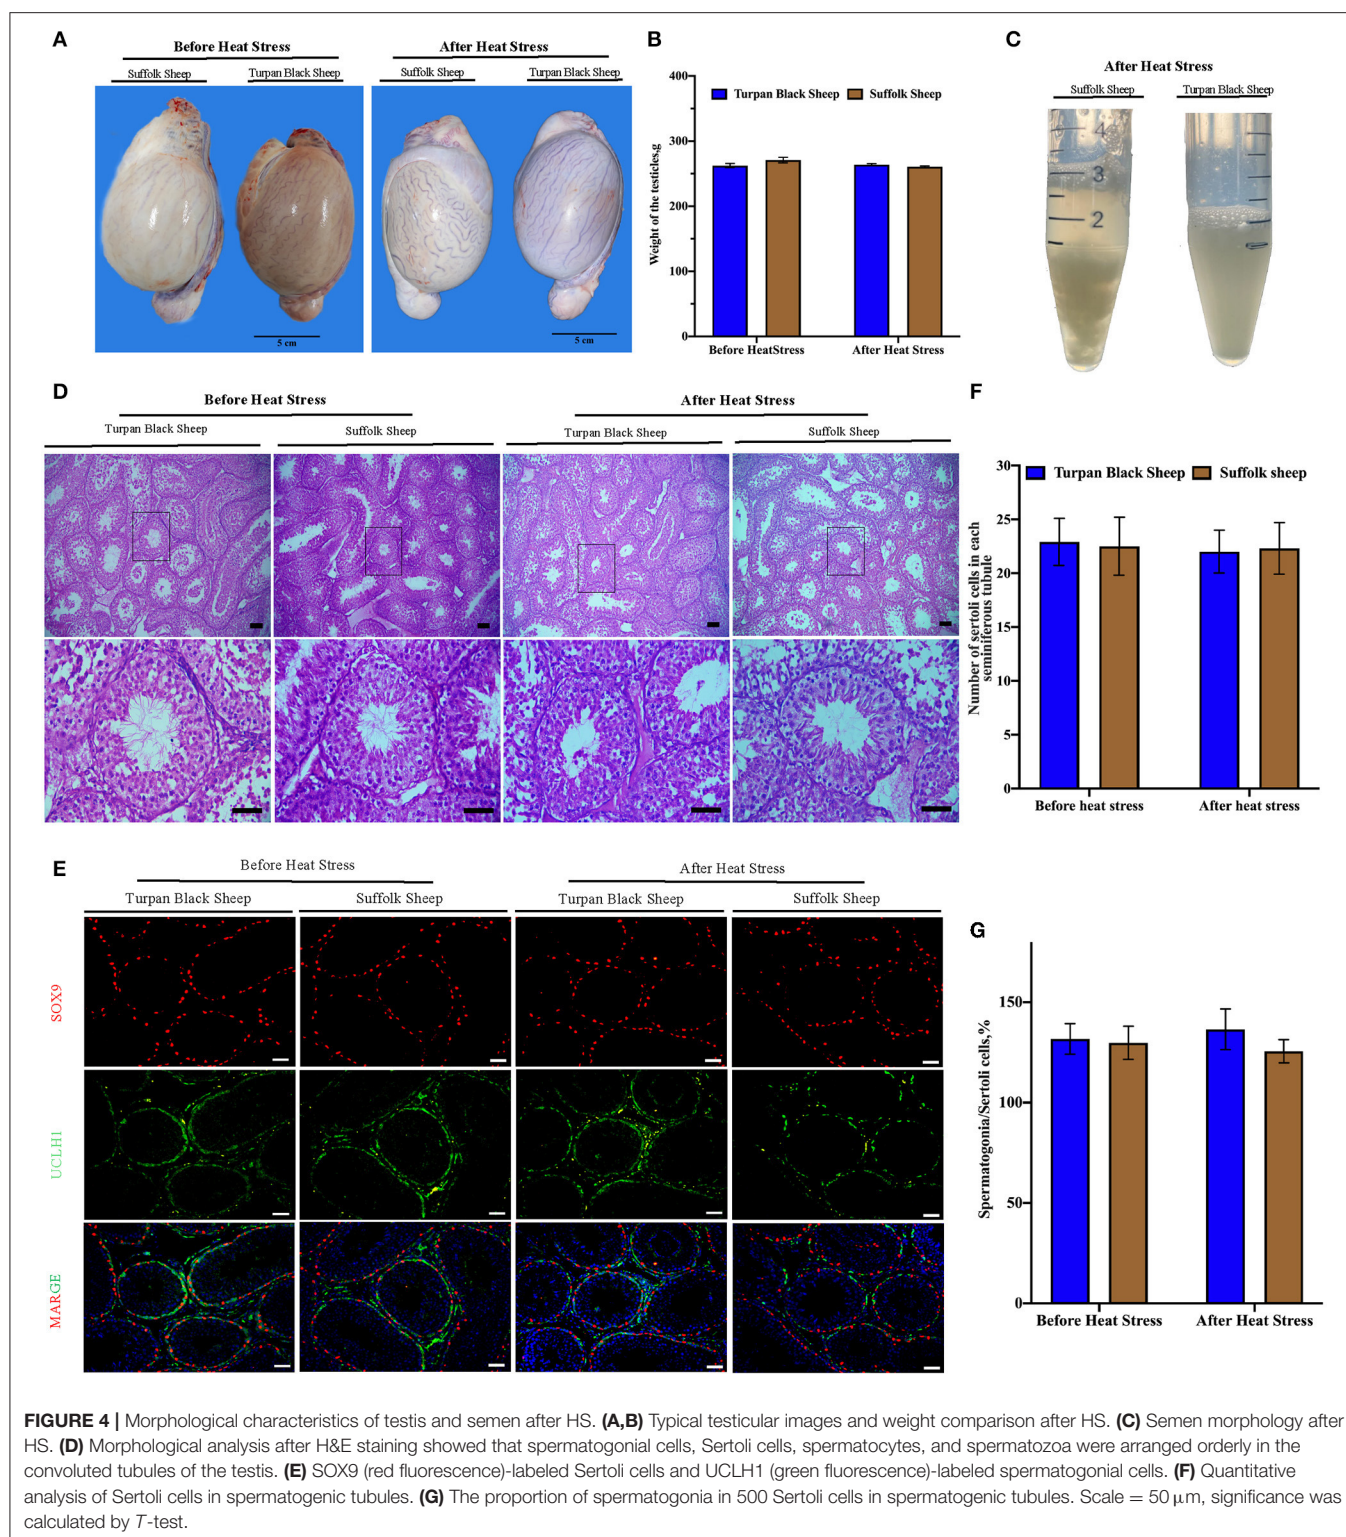 A
Before Heat Stress
Suffolk Sheep
Turpan Black Sheep
After Heat Stress
Suffolk Sheep
Turpan Black Sheep
5 cm
5 cm
B
Weight of the testicles,g
400
300
200
100
0
Turpan Black Sheep
Suffolk Sheep
Before HeatStress
After Heat Stress
C
After Heat Stress
Suffolk Sheep
Turpan Black Sheep
4
3
2
D
Before Heat Stress
Turpan Black Sheep
Suffolk Sheep
After Heat Stress
Turpan Black Sheep
Suffolk Sheep
F
Number of sertoli cells in each
seminiferous tubule
30
25
20
15
10
5
0
Turpan Black Sheep
Suffolk sheep
Before heat stress
After heat stress
E
Before Heat Stress
Turpan Black Sheep
Suffolk Sheep
After Heat Stress
Turpan Black Sheep
Suffolk Sheep
SOX9
UCLH1
MARGE
G
Spermatogonia/Sertoli cells,%
150
100
50
0
Before Heat Stress
After Heat Stress
FIGURE 4 | Morphological characteristics of testis and semen after HS. (A,B) Typical testicular images and weight comparison after HS. (C) Semen morphology after
HS. (D) Morphological analysis after H&E staining showed that spermatogonial cells, Sertoli cells, spermatocytes, and spermatozoa were arranged orderly in the
convoluted tubules of the testis. (E) SOX9 (red fluorescence)-labeled Sertoli cells and UCLH1 (green fluorescence)-labeled spermatogonial cells. (F) Quantitative
analysis of Sertoli cells in spermatogenic tubules. (G) The proportion of spermatogonia in 500 Sertoli cells in spermatogenic tubules. Scale = 50 μm, significance was
calculated by T-test.